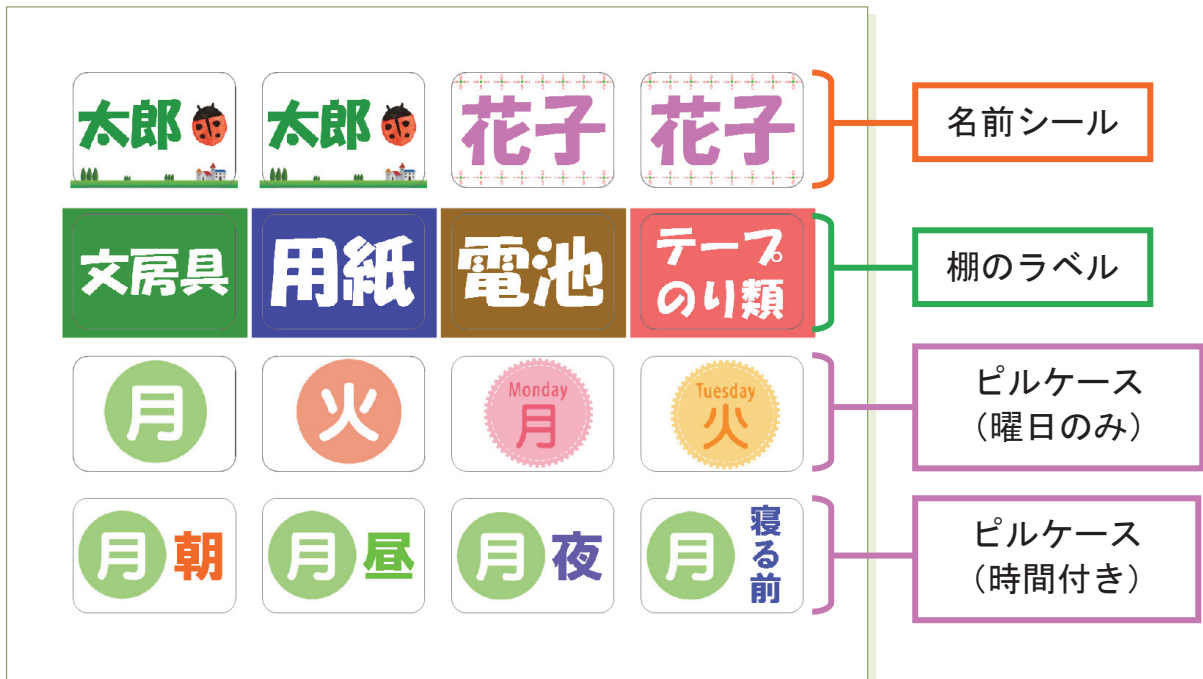 太郎
太郎
花子
花子
名前シール
文房具
用紙
電池
テープ
のり類
棚のラベル
月
火
Monday
月
Tuesday
火
ピルケース
(曜日のみ)
月 朝
月 昼
月 夜
月 寝る前
ピルケース
(時間付き)